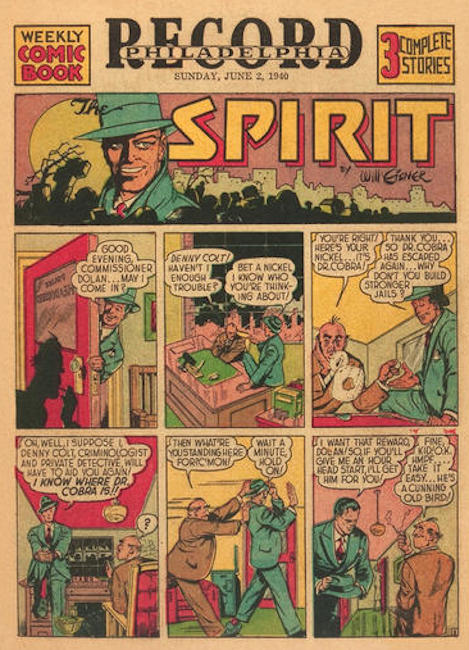 WEEKLY
COMIC
BOOK
RECORD
PHILADELPHIA
SUNDAY, JUNE 2, 1940
3 COMPLETE
STORIES
The
SPIRIT
BY Will Eisner
GOOD
EVENING,
COMMISSIONER
DOLAN...MAY I
COME IN?
DENNY COLT!
HAVEN'T I
ENOUGH
TROUBLE?
BET A NICKEL
I KNOW WHO
YOU'RE THINK-
ING ABOUT!
YOU'RE RIGHT!
HERE'S YOUR
NICKEL...IT'S
DR. COBRA!
THANK YOU...
SO DR. COBRA
HAS ESCAPED
AGAIN...WHY
DON'T YOU BUILD
STRONGER
JAILS?
OH, WELL, I SUPPOSE I,
DENNY COLT, CRIMINOLOGIST
AND PRIVATE DETECTIVE, WILL
HAVE TO AID YOU AGAIN!
I KNOW WHERE DR.
COBRA IS!!
?
THEN WHAT'RE
YOU STANDING HERE
FOR? C'MON!
WAIT A
MINUTE,
HOLD
ON!
I WANT THAT REWARD,
DOLAN! SO, IF YOU'LL
GIVE ME AN HOUR
HEAD START, I'LL GET
HIM FOR YOU!
FINE,
KID! O.K.
HMPF..
TAKE IT
EASY...HE'S
A CUNNING
OLD BIRD!
1